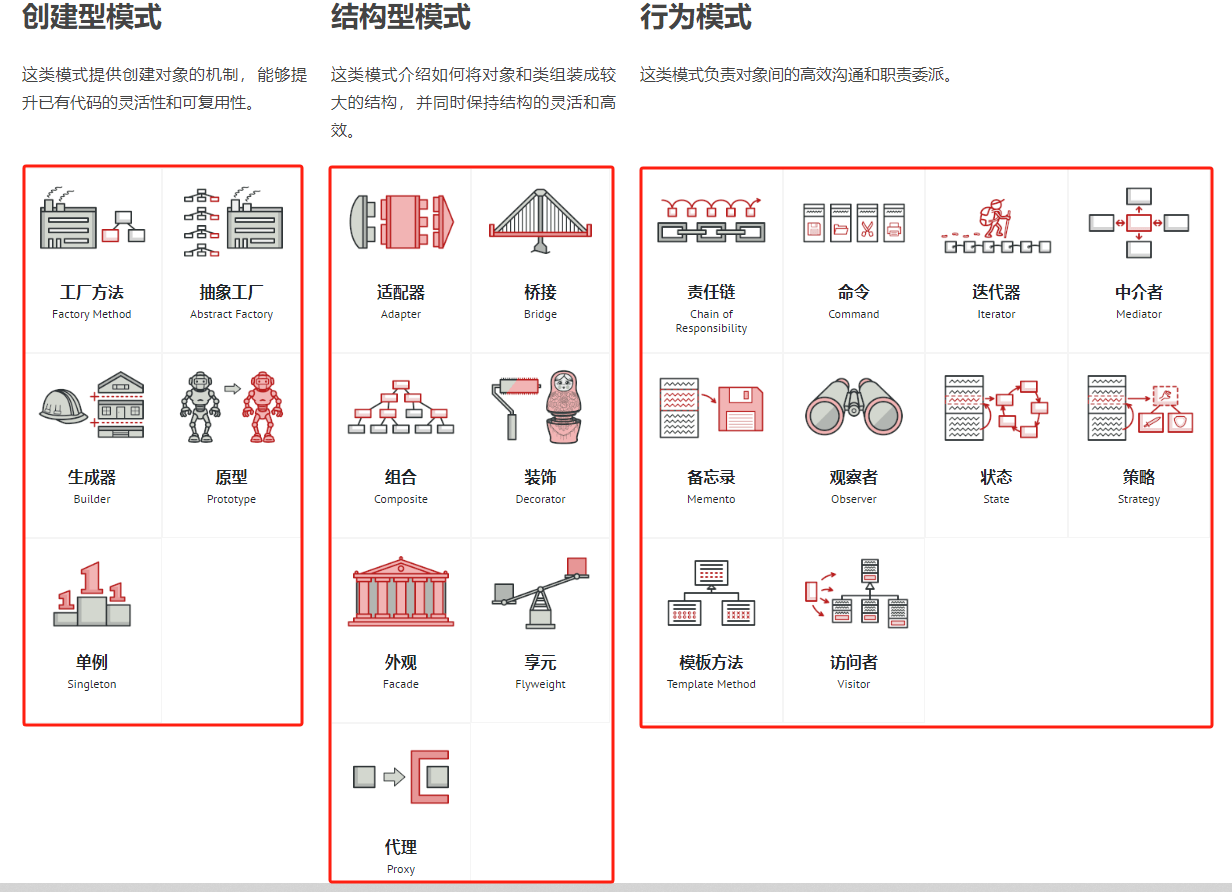 创建型模式
这类模式提供创建对象的机制，能够提
升已有代码的灵活性和可复用性。
工厂方法
Factory Method
抽象工厂
Abstract Factory
生成器
Builder
原型
Prototype
1
1
1
单例
Singleton
结构型模式
这类模式介绍如何将对象和类组装成较
大的结构，并同时保持结构的灵活和高
效。
适配器
Adapter
桥接
Bridge
组合
Composite
装饰
Decorator
外观
Facade
享元
Flyweight
代理
Proxy
行为模式
这类模式负责对象间的高效沟通和职责委派。
责任链
Chain of
Responsibility
命令
Command
迭代器
Iterator
中介者
Mediator
备忘录
Memento
观察者
Observer
状态
State
策略
Strategy
模板方法
Template Method
访问者
Visitor